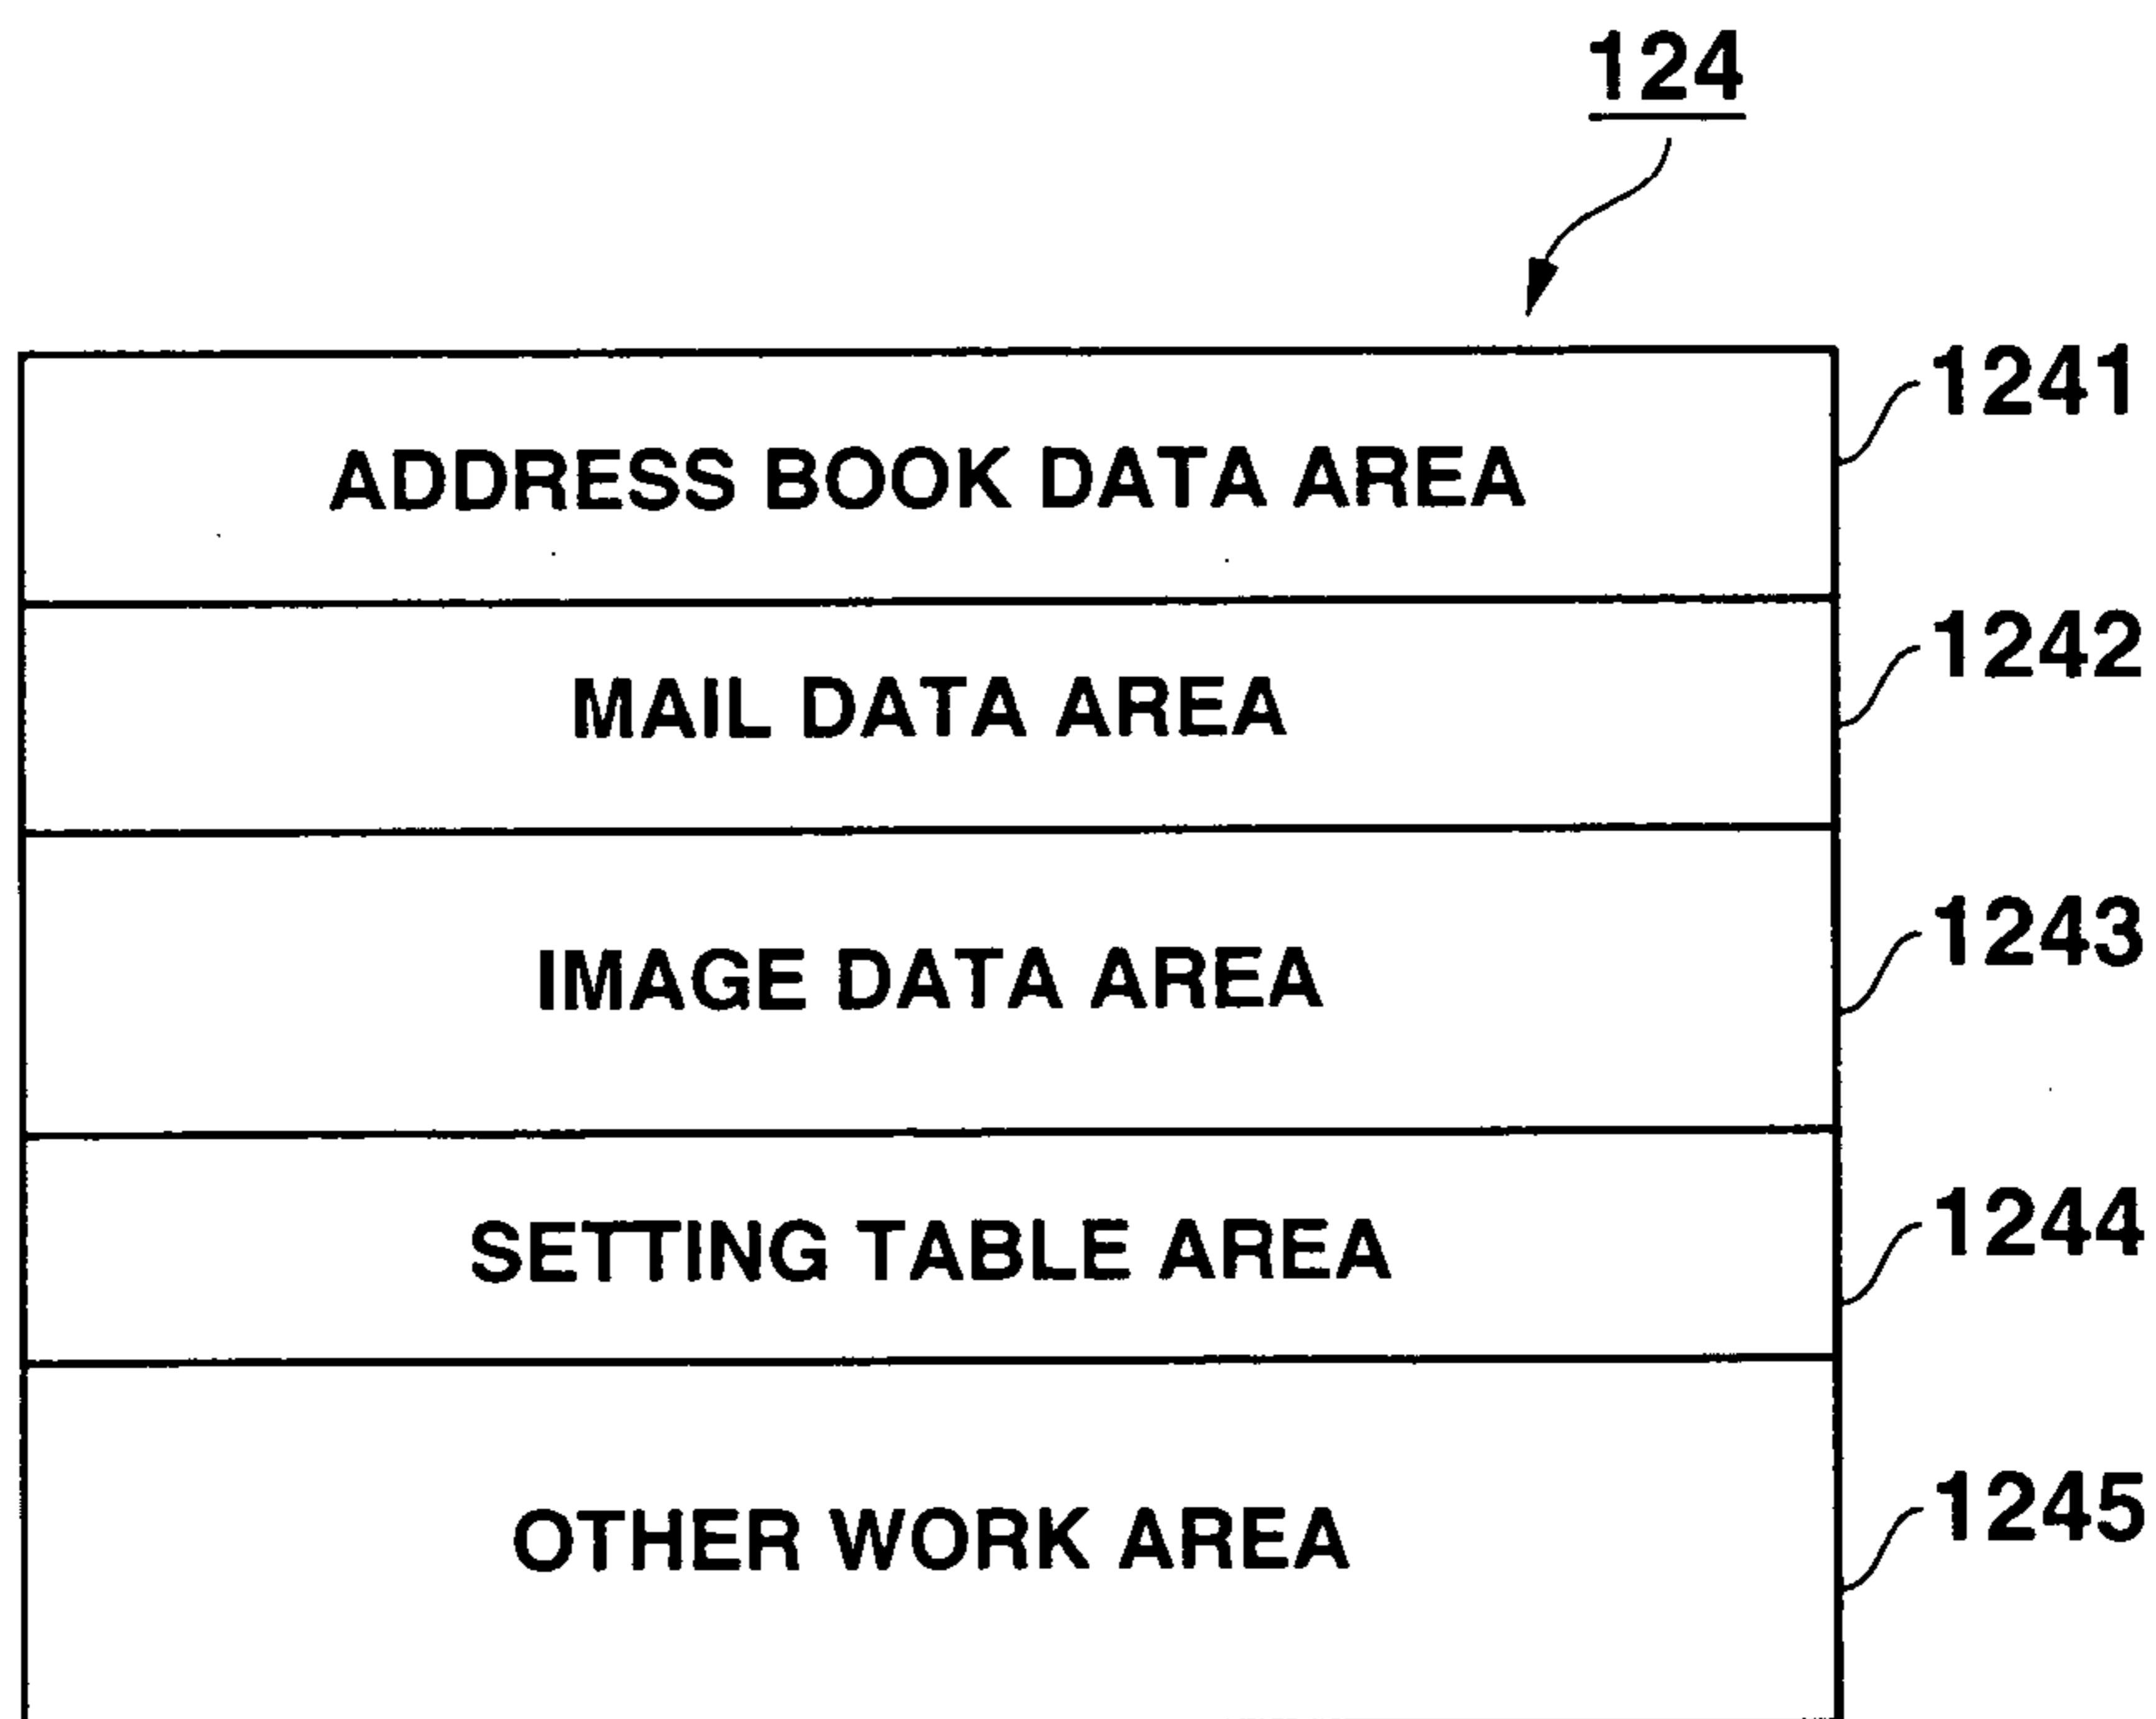 124
ADDRESS BOOK DATA AREA
1241
MAIL DATA AREA
1242
IMAGE DATA AREA
1243
SETTING TABLE AREA
1244
OTHER WORK AREA
1245